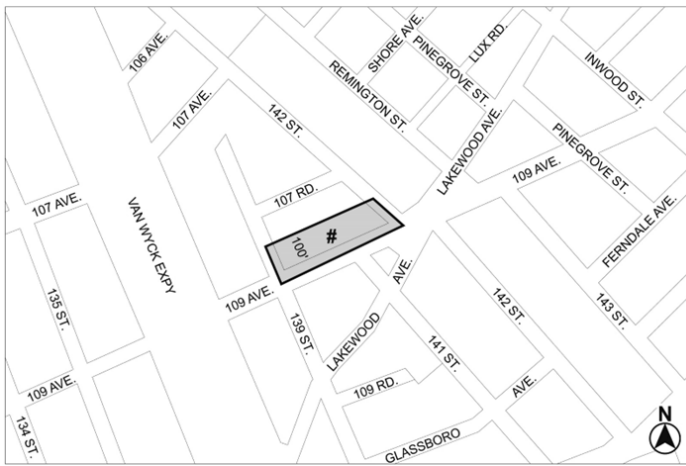 106 AVE.
SHORE AVE.
LUX RD.
PINEGROVE ST.
INWOOD ST.
REMINGTON ST.
107 AVE.
142 ST.
LAKEWOOD AVE.
PINEGROVE ST.
109 AVE.
107 RD.
107 AVE.
VAN WYCK EXPY
FERNDALE AVE.
#
100'
109 AVE.
135 ST.
139 ST.
LAKEWOOD AVE.
142 ST.
143 ST.
141 ST.
109 AVE.
109 RD.
134 ST.
GLASSBORO AVE.
N